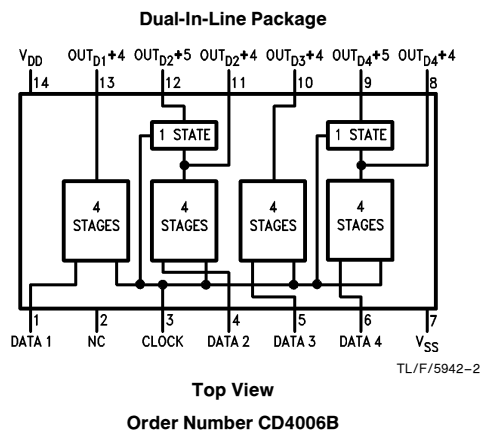 Dual-In-Line Package
VDD OUTD1+4 OUTD2+5 OUTD2+4 OUTD3+4 OUTD4+5 OUTD4+4
14 13 12 11 10 9 8
1 STATE 1 STATE
4 STAGES 4 STAGES 4 STAGES 4 STAGES
1 2 3 4 5 6 7
DATA 1 NC CLOCK DATA 2 DATA 3 DATA 4 VSS
TL/F/5942-2
Top View
Order Number CD4006B